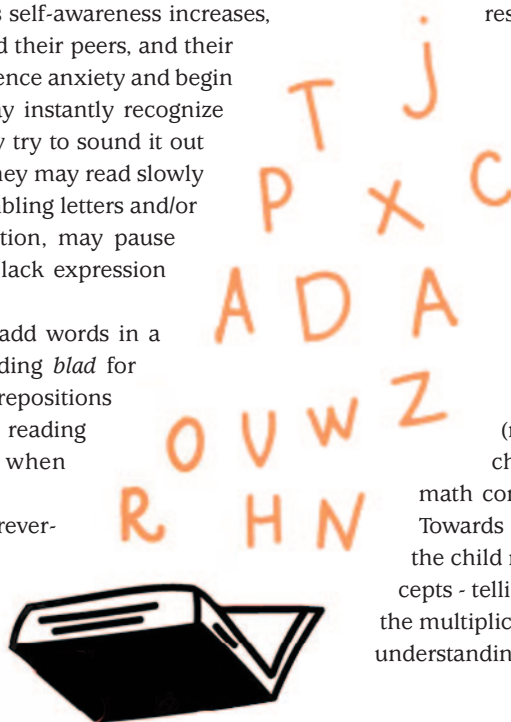 s self-awareness increases,
d their peers, and their
ence anxiety and begin
ay instantly recognize
y try to sound it out
hey may read slowly
bling letters and/or
tion, may pause
lack expression
add words in a
ding blad for
repositions
reading
when
rever-
T j
P X C
A D A
O U W Z
R H N
res
(r
ch
math con
Towards
the child r
cepts - telli
the multiplic
understandin